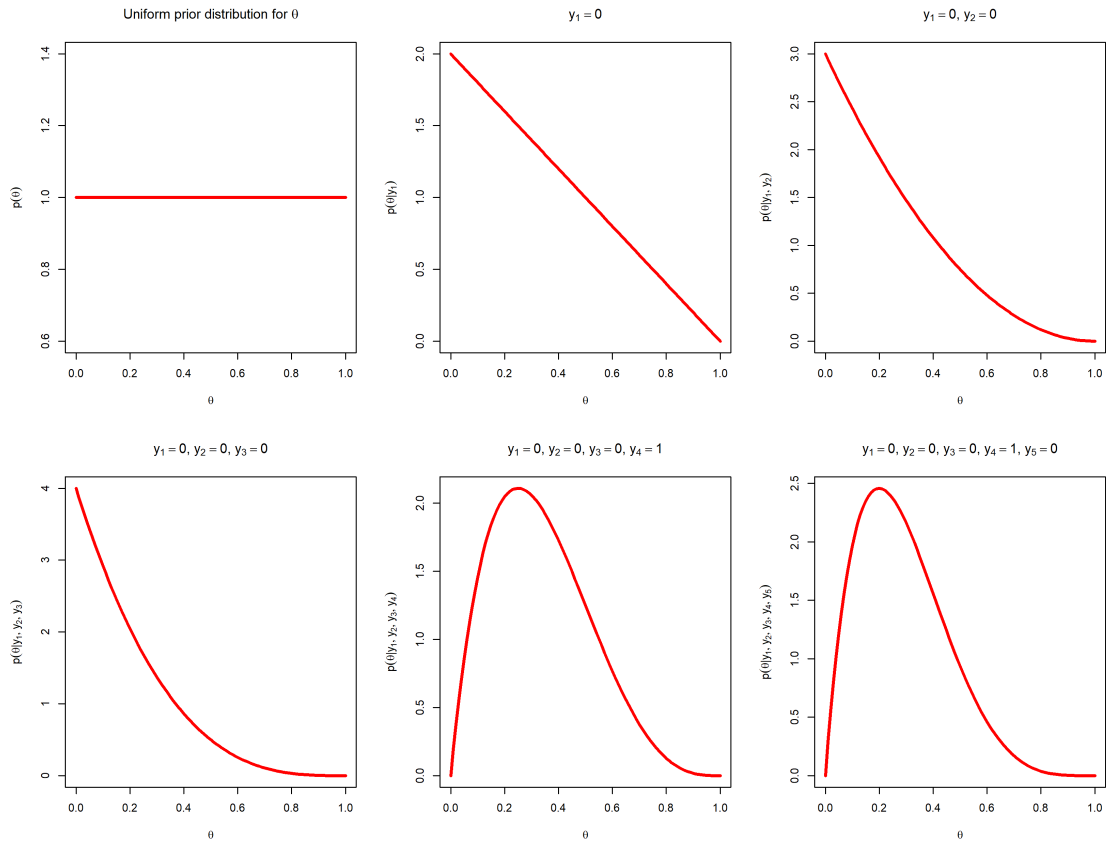 Uniform prior distribution for θ
p(θ)
1.4
1.2
1.0
0.8
0.6
0.0 0.2 0.4 0.6 0.8 1.0
θ
y₁ = 0
p(θ|y₁)
2.0
1.5
1.0
0.5
0.0
0.0 0.2 0.4 0.6 0.8 1.0
θ
y₁ = 0, y₂ = 0
p(θ|y₁, y₂)
3.0
2.5
2.0
1.5
1.0
0.5
0.0
0.0 0.2 0.4 0.6 0.8 1.0
θ
y₁ = 0, y₂ = 0, y₃ = 0
p(θ|y₁, y₂, y₃)
4
3
2
1
0
0.0 0.2 0.4 0.6 0.8 1.0
θ
y₁ = 0, y₂ = 0, y₃ = 0, y₄ = 1
p(θ|y₁, y₂, y₃, y₄)
2.0
1.5
1.0
0.5
0.0
0.0 0.2 0.4 0.6 0.8 1.0
θ
y₁ = 0, y₂ = 0, y₃ = 0, y₄ = 1, y₅ = 0
p(θ|y₁, y₂, y₃, y₄, y₅)
2.5
2.0
1.5
1.0
0.5
0.0
0.0 0.2 0.4 0.6 0.8 1.0
θ